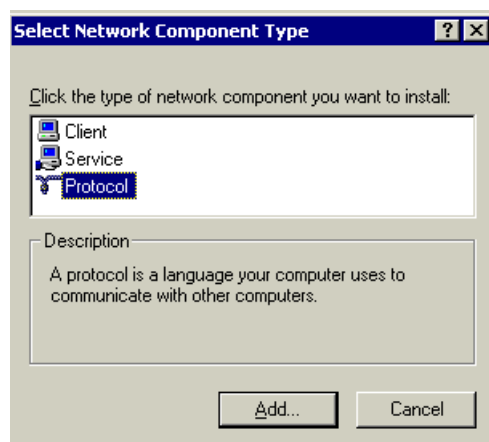 Select Network Component Type
Click the type of network component you want to install:
Client
Service
Protocol
Description
A protocol is a language your computer uses to
communicate with other computers.
Add...
Cancel